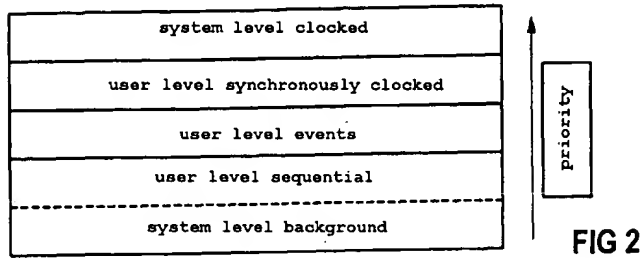 system level clocked
user level synchronously clocked
user level events
user level sequential
system level background
priority
FIG 2